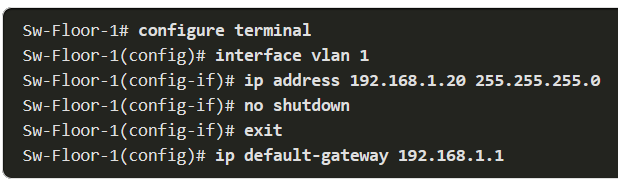 Sw-Floor-1# configure terminal
Sw-Floor-1(config)# interface vlan 1
Sw-Floor-1(config-if)# ip address 192.168.1.20 255.255.255.0
Sw-Floor-1(config-if)# no shutdown
Sw-Floor-1(config-if)# exit
Sw-Floor-1(config)# ip default-gateway 192.168.1.1